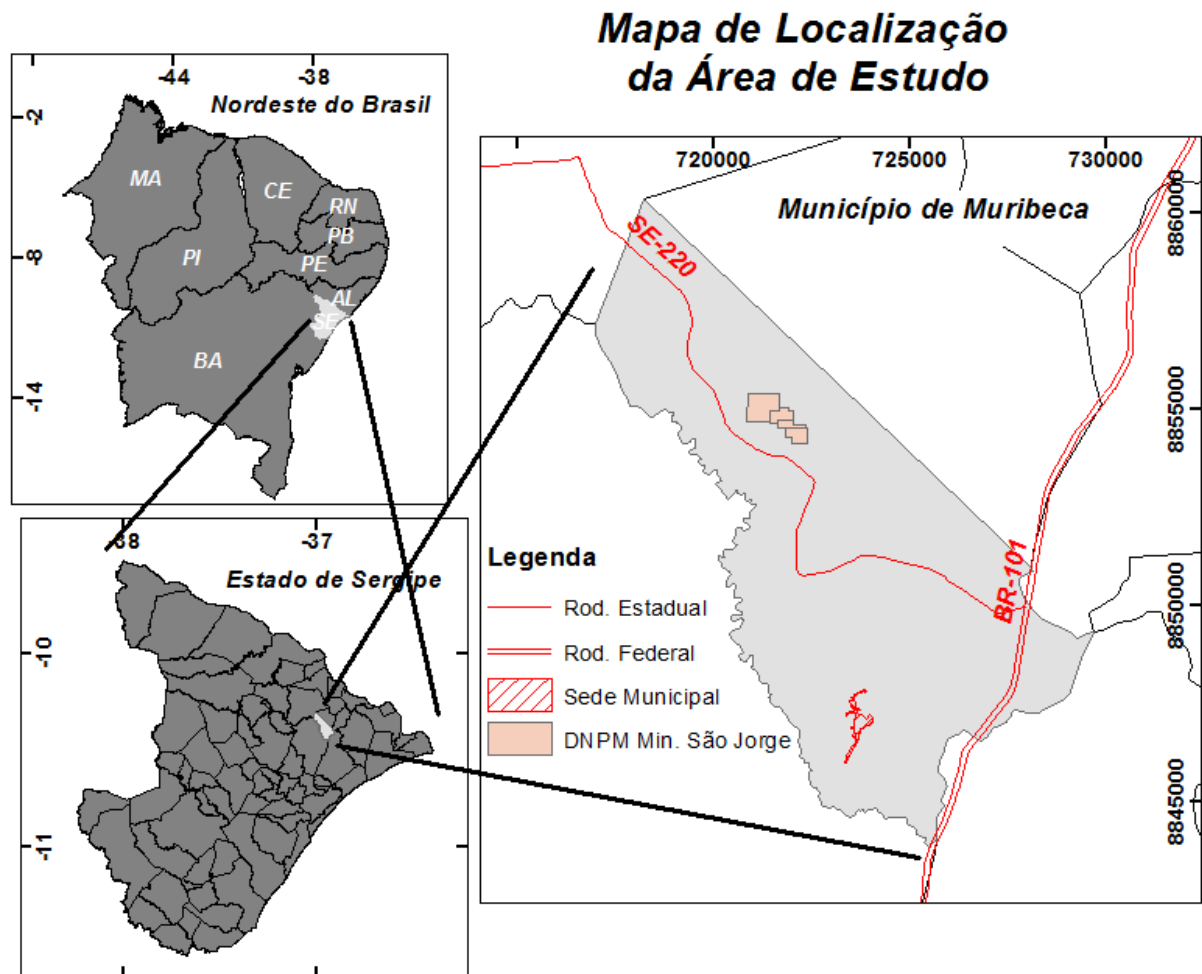 Mapa de Localização
da Área de Estudo
-44
-38
Nordeste do Brasil
-2
-8
-14
MA
CE
RN
PB
PI
PE
AL
SE
BA
720000
725000
730000
Município de Muribeca
8860000
8855000
8850000
8845000
SE-220
BR-101
Legenda
Rod. Estadual
Rod. Federal
Sede Municipal
DNPM Min. São Jorge
-38
-37
Estado de Sergipe
-10
-11